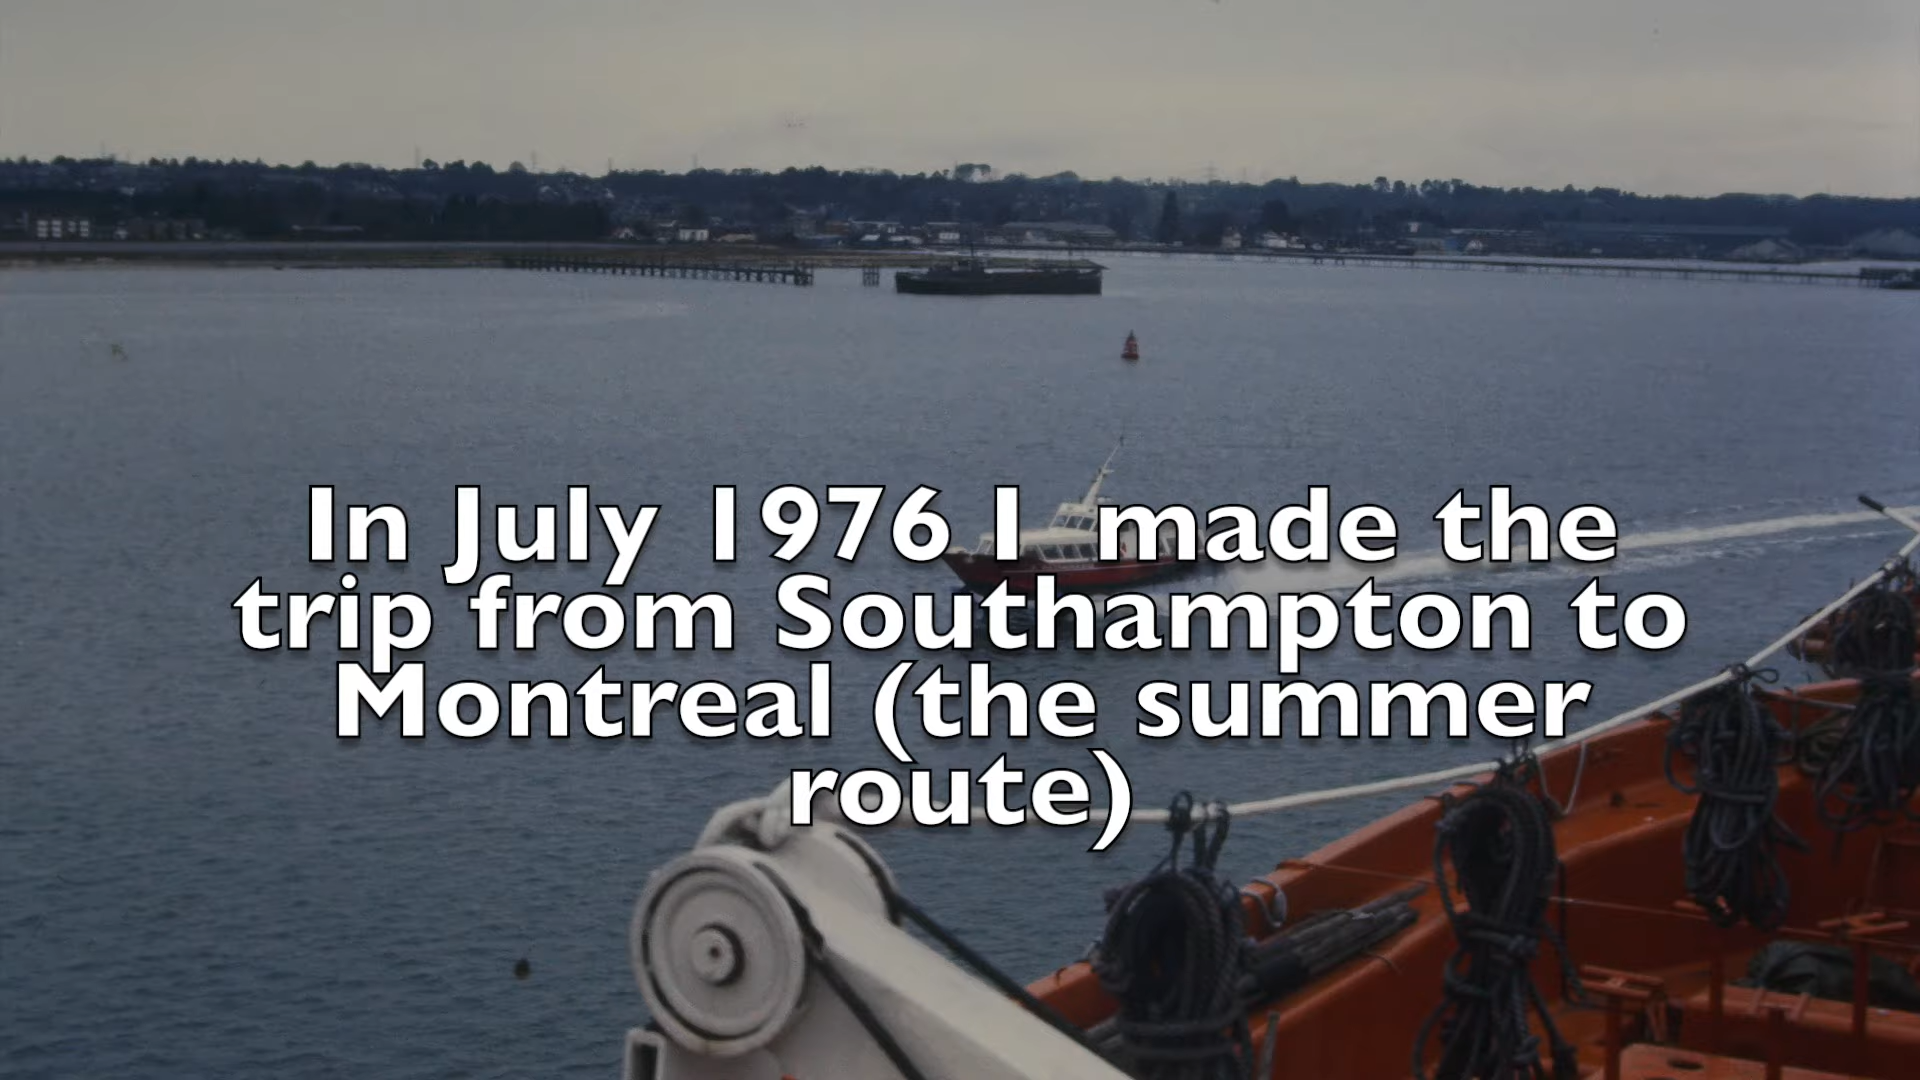 In July 1976 I made the
trip from Southampton to
Montreal (the summer
route)